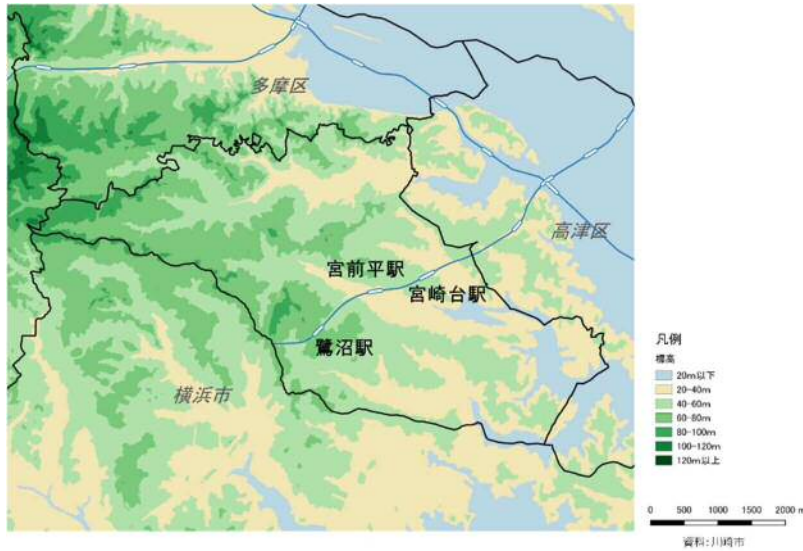 多摩区
高津区
宮前平駅
宮崎台駅
鷺沼駅
横浜市
凡例
標高
20m以下
20-40m
40-60m
60-80m
80-100m
100-120m
120m以上
0 500 1000 1500 2000 m
資料:川崎市